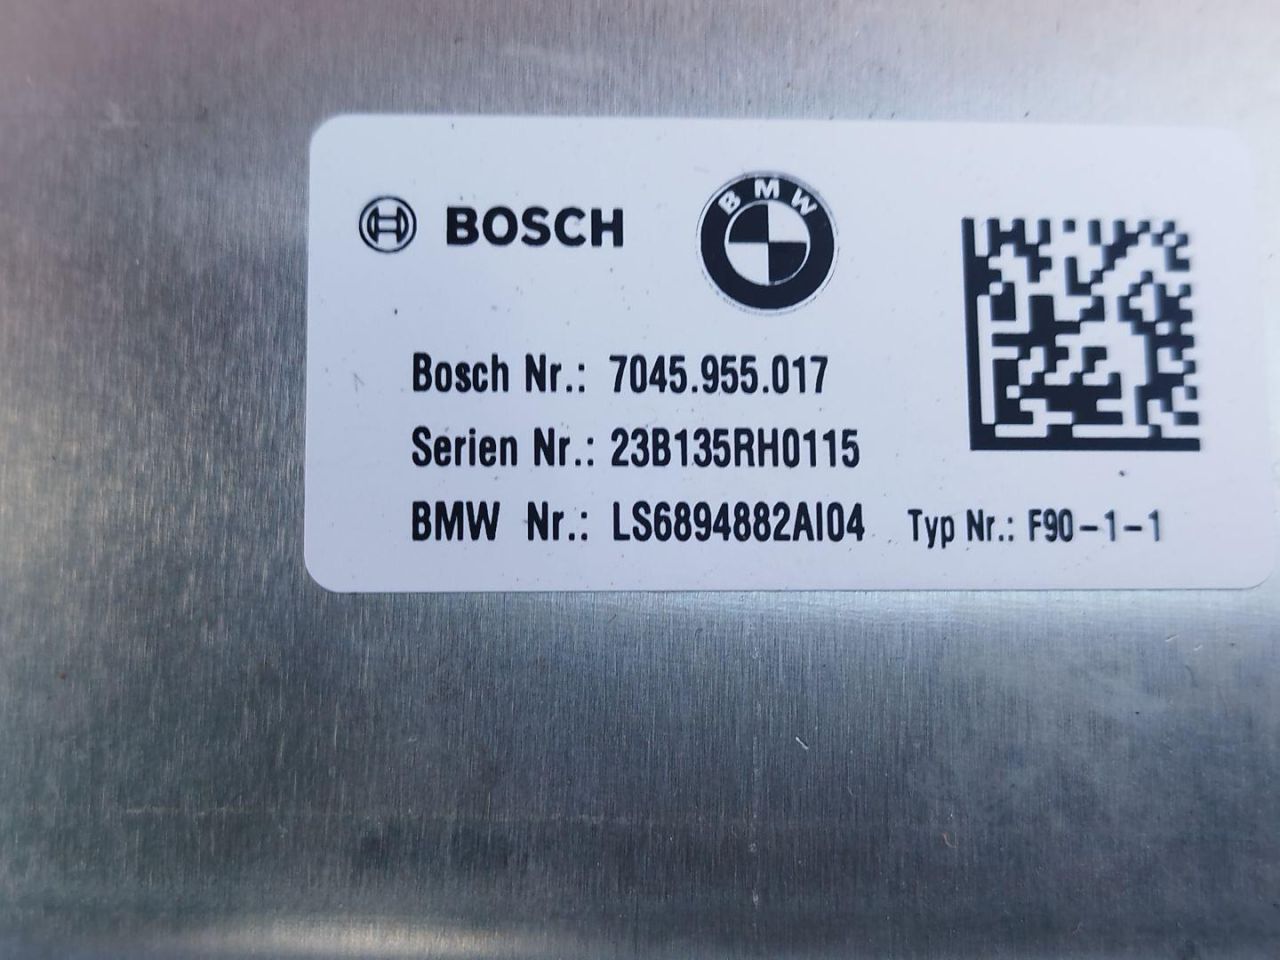 BOSCH
BMW
Bosch Nr.: 7045.955.017
Serien Nr.: 23B135RH0115
BMW Nr.: LS6894882AI04 Typ Nr.: F90-1-1